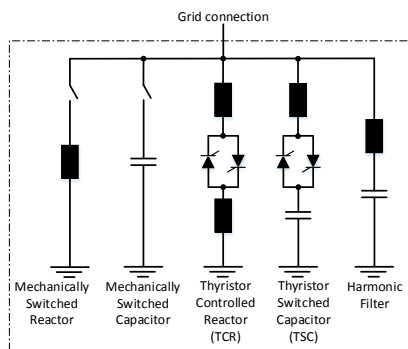 Grid connection
Mechanically
Switched
Reactor
Mechanically
Switched
Capacitor
Thyristor
Controlled
Reactor
(TCR)
Thyristor
Switched
Capacitor
(TSC)
Harmonic
Filter